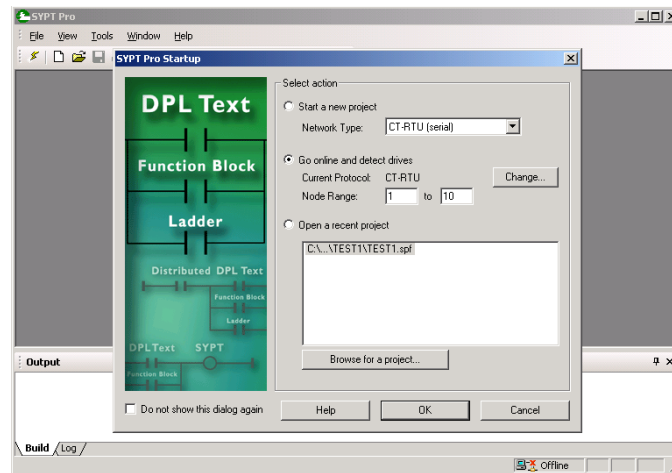 SYPT Pro
File View Tools Window Help
SYPT Pro Startup
DPL Text
Function Block
Ladder
Distributed DPL Text
Function Block
Ladder
DPL Text SYPT
Function Block
Select action
Start a new project
Network Type: CT-RTU (serial)
Go online and detect drives
Current Protocol: CT-RTU
Change...
Node Range: 1 to 10
Open a recent project
C:\...\TEST1\TEST1.spf
Browse for a project...
Do not show this dialog again
Help OK Cancel
Output
Build Log
Offline